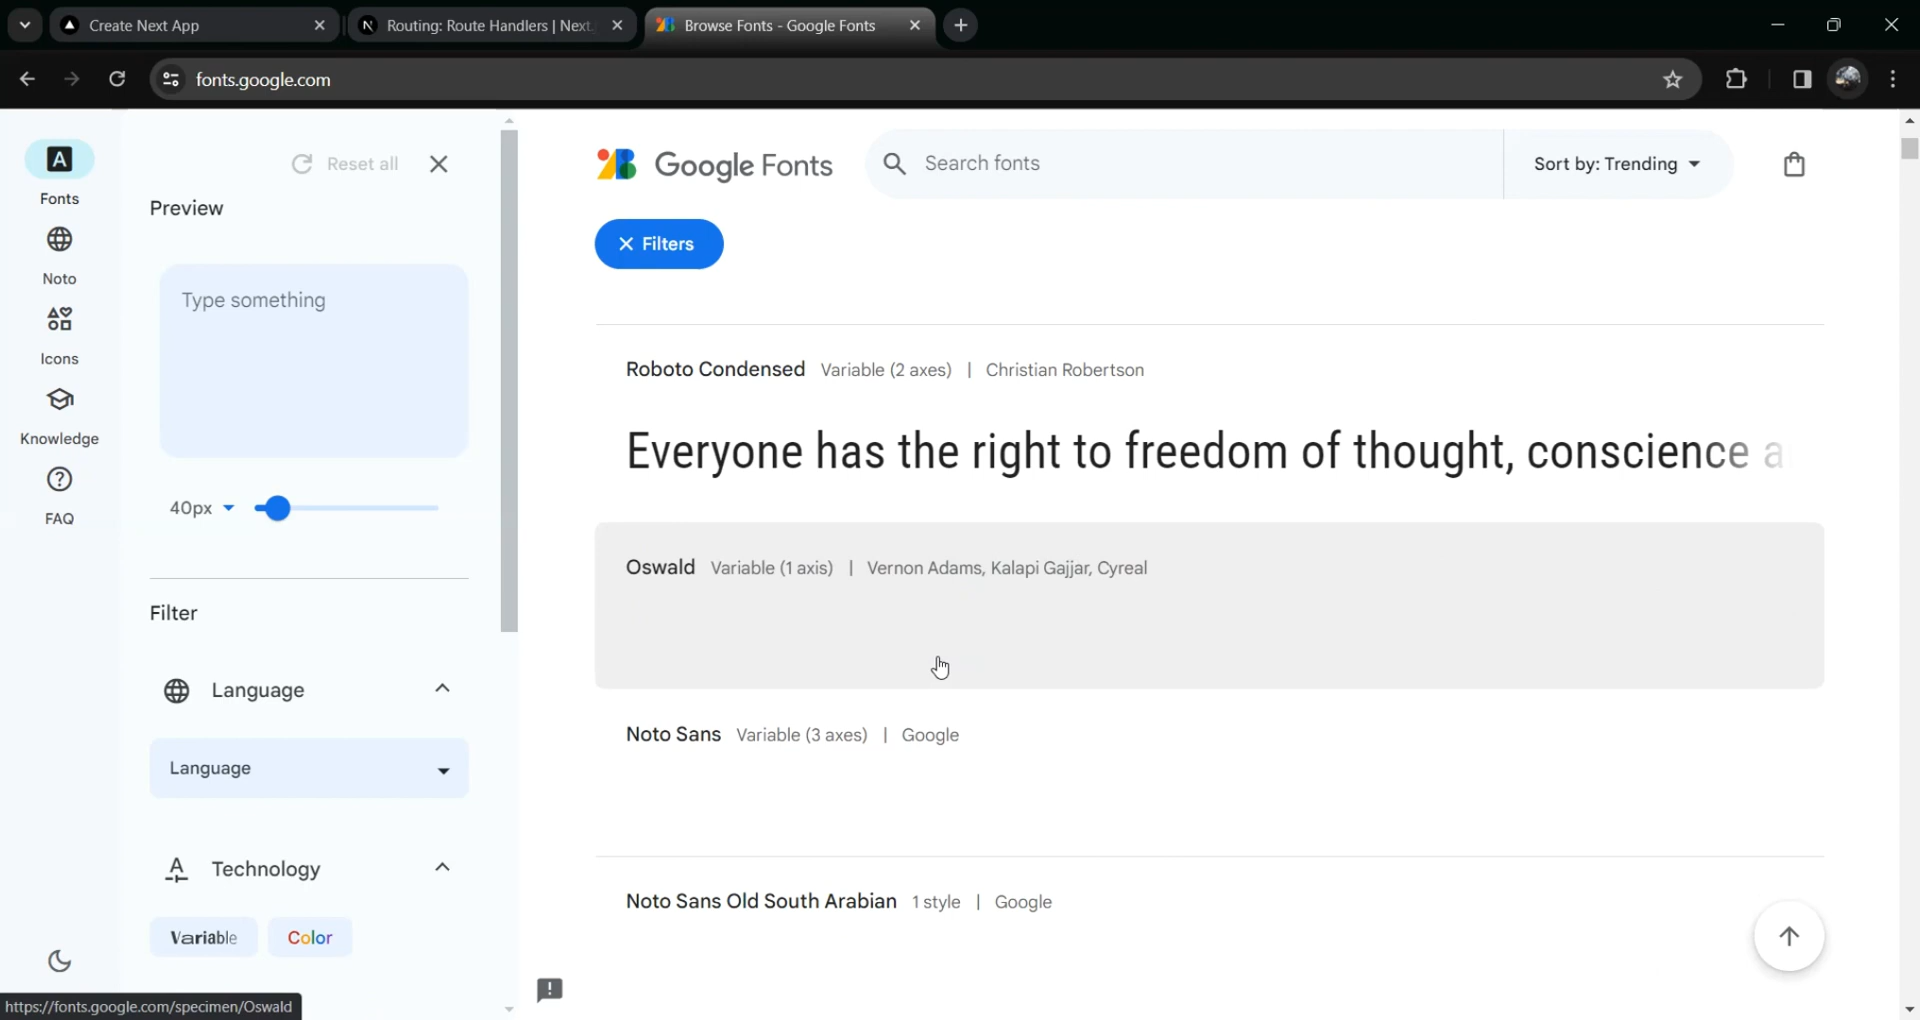 Create Next App
Routing: Route Handlers | Next.
Browse Fonts - Google Fonts
fonts.google.com
A
Fonts
Noto
Icons
Knowledge
FAQ
Reset all
Preview
Type something
40px
Filter
Language
Language
Technology
Variable
Color
https://fonts.google.com/specimen/Oswald
Google Fonts
Search fonts
Sort by: Trending
Filters
Roboto Condensed Variable (2 axes) | Christian Robertson
Everyone has the right to freedom of thought, conscience a
Oswald Variable (1 axis) | Vernon Adams, Kalapi Gajjar, Cyreal
Noto Sans Variable (3 axes) | Google
Noto Sans Old South Arabian 1 style | Google